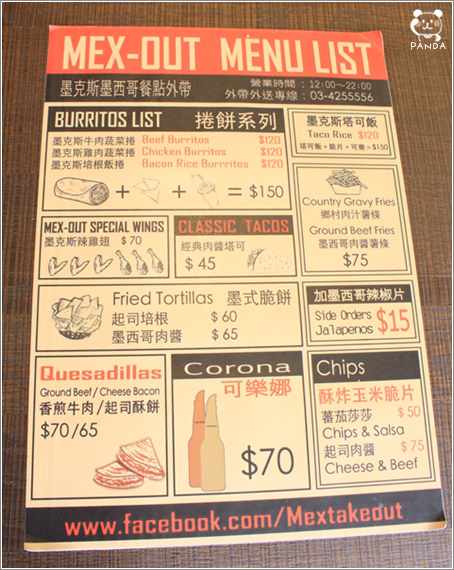 PANDA
MEX-OUT MENU LIST
墨克斯墨西哥餐點外帶
營業時間：12:00～22:00
外帶外送專線：03-4255556
BURRITOS LIST 捲餅系列
墨克斯牛肉蔬菜捲 Beef Burritos $120
墨克斯雞肉蔬菜捲 Chicken Burritos $120
墨克斯培根飯捲 Bacon Rice Burrritos $120
+ + = $150
墨克斯塔可飯
Taco Rice $120
塔可飯+脆片+可樂=$150
Country Gravy Fries
鄉村肉汁薯條
Ground Beef Fries
墨西哥肉醬薯條
$75
MEX-OUT SPECIAL WINGS
墨克斯辣雞翅 $70
CLASSIC TACOS
經典肉醬塔可
$45
Fried Tortillas 墨式脆餅
起司培根 $60
墨西哥肉醬 $65
加墨西哥辣椒片
Side Orders
Jalapenos $15
Quesadillas
Ground Beef / Cheese Bacon
香煎牛肉/起司酥餅
$70/65
Corona
可樂娜
$70
Chips
酥炸玉米脆片
蕃茄莎莎 $50
Chips & Salsa
起司肉醬 $75
Cheese & Beef
www.facebook.com/Mextakeout